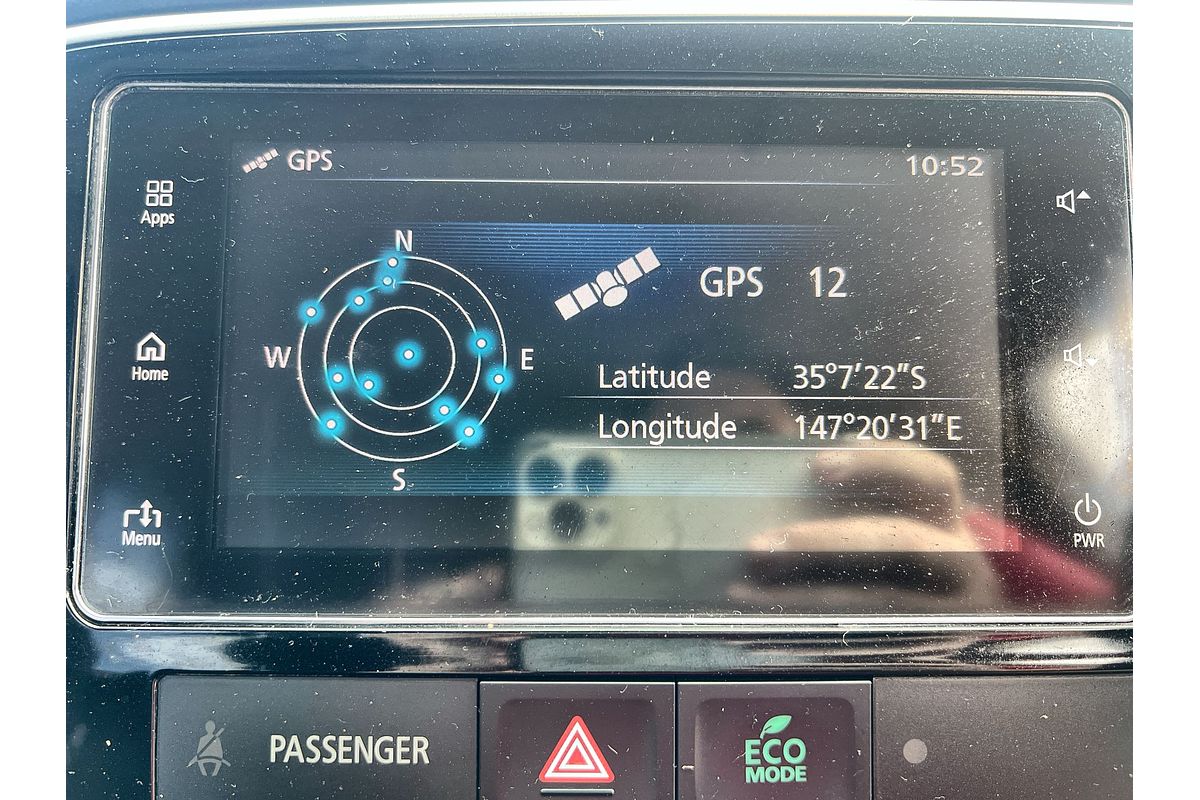 GPS
10:52
Apps
N
GPS 12
W
E
Home
Latitude 35°7'22"S
Longitude 147°20'31"E
S
Menu
PWR
PASSENGER
ECO
MODE